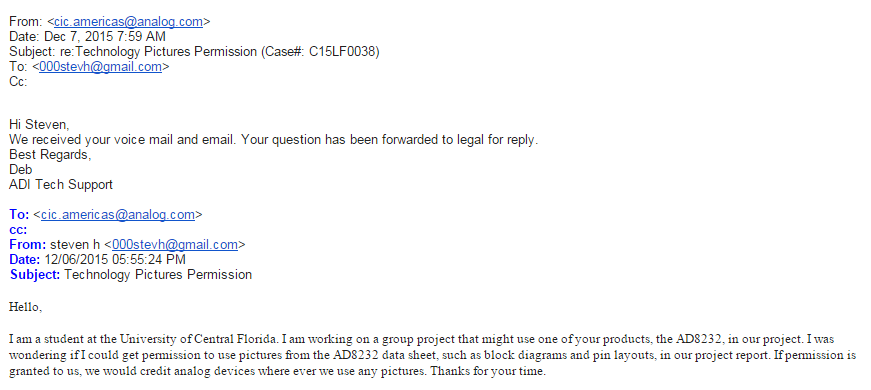 From: <cic.americas@analog.com>
Date: Dec 7, 2015 7:59 AM
Subject: re:Technology Pictures Permission (Case#: C15LF0038)
To: <000stevh@gmail.com>
Cc:
Hi Steven,
We received your voice mail and email. Your question has been forwarded to legal for reply.
Best Regards,
Deb
ADI Tech Support
To: <cic.americas@analog.com>
cc:
From: steven h <000stevh@gmail.com>
Date: 12/06/2015 05:55:24 PM
Subject: Technology Pictures Permission
Hello,
I am a student at the University of Central Florida. I am working on a group project that might use one of your products, the AD8232, in our project. I was
wondering if I could get permission to use pictures from the AD8232 data sheet, such as block diagrams and pin layouts, in our project report. If permission is
granted to us, we would credit analog devices where ever we use any pictures. Thanks for your time.